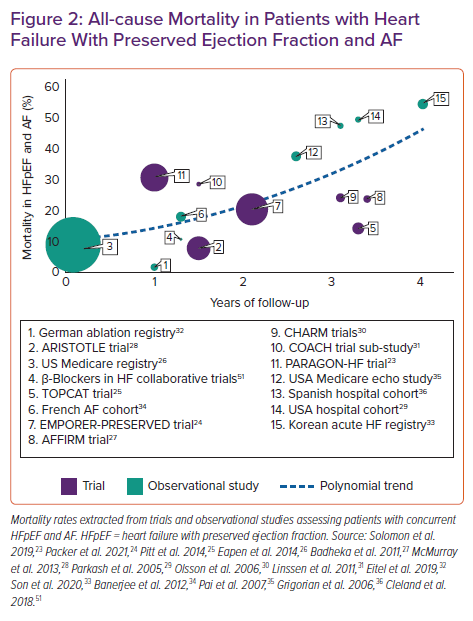 Figure 2: All-cause Mortality in Patients with Heart
Failure With Preserved Ejection Fraction and AF
Mortality in HFpEF and AF (%)
60
50
40
30
20
10
0
15
14
13
12
11
10
9
8
7
6
5
4
3
2
1
0
1
2
3
4
Years of follow-up
1. German ablation registry³²
2. ARISTOTLE trial²⁸
3. US Medicare registry²⁶
4. β-Blockers in HF collaborative trials⁵¹
5. TOPCAT trial²⁵
6. French AF cohort³⁴
7. EMPORER-PRESERVED trial²⁴
8. AFFIRM trial²⁷
9. CHARM trials³⁰
10. COACH trial sub-study³¹
11. PARAGON-HF trial²³
12. USA Medicare echo study³⁵
13. Spanish hospital cohort³⁶
14. USA hospital cohort²⁹
15. Korean acute HF registry³³
Trial
Observational study
Polynomial trend
Mortality rates extracted from trials and observational studies assessing patients with concurrent
HFpEF and AF. HFpEF = heart failure with preserved ejection fraction. Source: Solomon et al.
2019,²³ Packer et al. 2021,²⁴ Pitt et al. 2014,²⁵ Eapen et al. 2014,²⁶ Badheka et al. 2011,²⁷ McMurray
et al. 2013,²⁸ Parkash et al. 2005,²⁹ Olsson et al. 2006,³⁰ Linssen et al. 2011,³¹ Eitel et al. 2019,³²
Son et al. 2020,³³ Banerjee et al. 2012,³⁴ Pai et al. 2007,³⁵ Grigorian et al. 2006,³⁶ Cleland et al.
2018.⁵¹